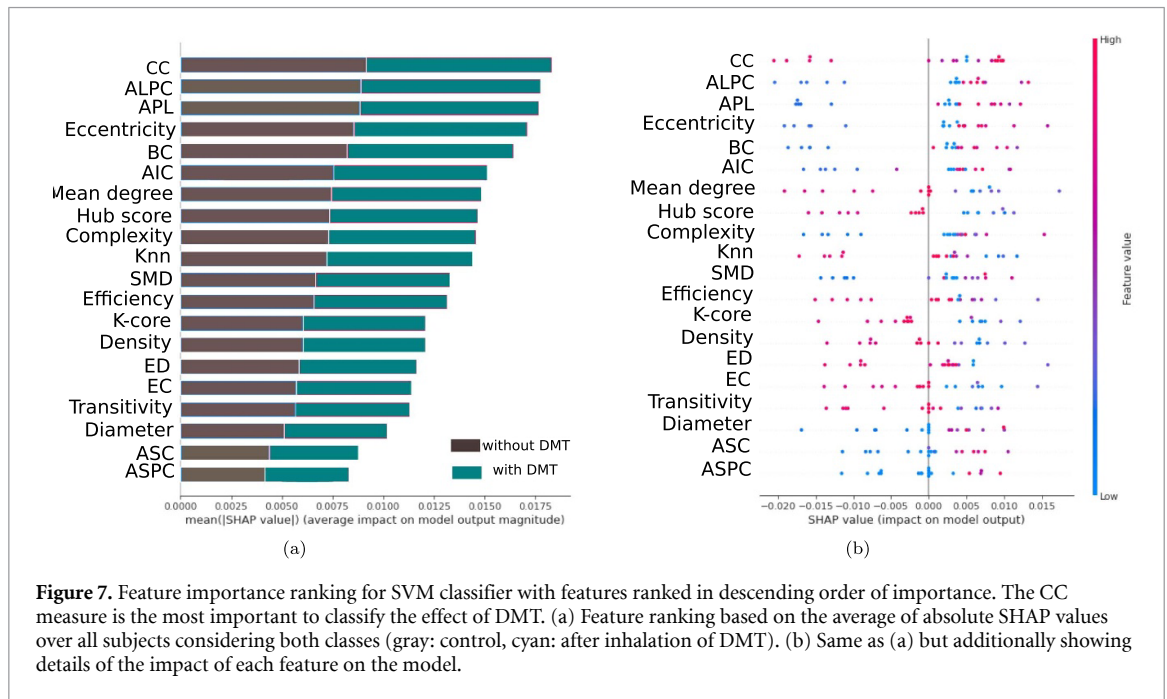 CC
ALPC
APL
Eccentricity
BC
AIC
Mean degree
Hub score
Complexity
Knn
SMD
Efficiency
K-core
Density
ED
EC
Transitivity
Diameter
ASC
ASPC
without DMT
with DMT
0.0000 0.0025 0.0050 0.0075 0.0100 0.0125 0.0150 0.0175
mean(|SHAP value|) (average impact on model output magnitude)
(a)
High
CC
ALPC
APL
Eccentricity
BC
AIC
Mean degree
Hub score
Complexity
Knn
SMD
Efficiency
K-core
Density
ED
EC
Transitivity
Diameter
ASC
ASPC
Feature value
Low
−0.020 −0.015 −0.010 −0.005 0.000 0.005 0.010 0.015
SHAP value (impact on model output)
(b)
Figure 7. Feature importance ranking for SVM classifier with features ranked in descending order of importance. The CC
measure is the most important to classify the effect of DMT. (a) Feature ranking based on the average of absolute SHAP values
over all subjects considering both classes (gray: control, cyan: after inhalation of DMT). (b) Same as (a) but additionally showing
details of the impact of each feature on the model.